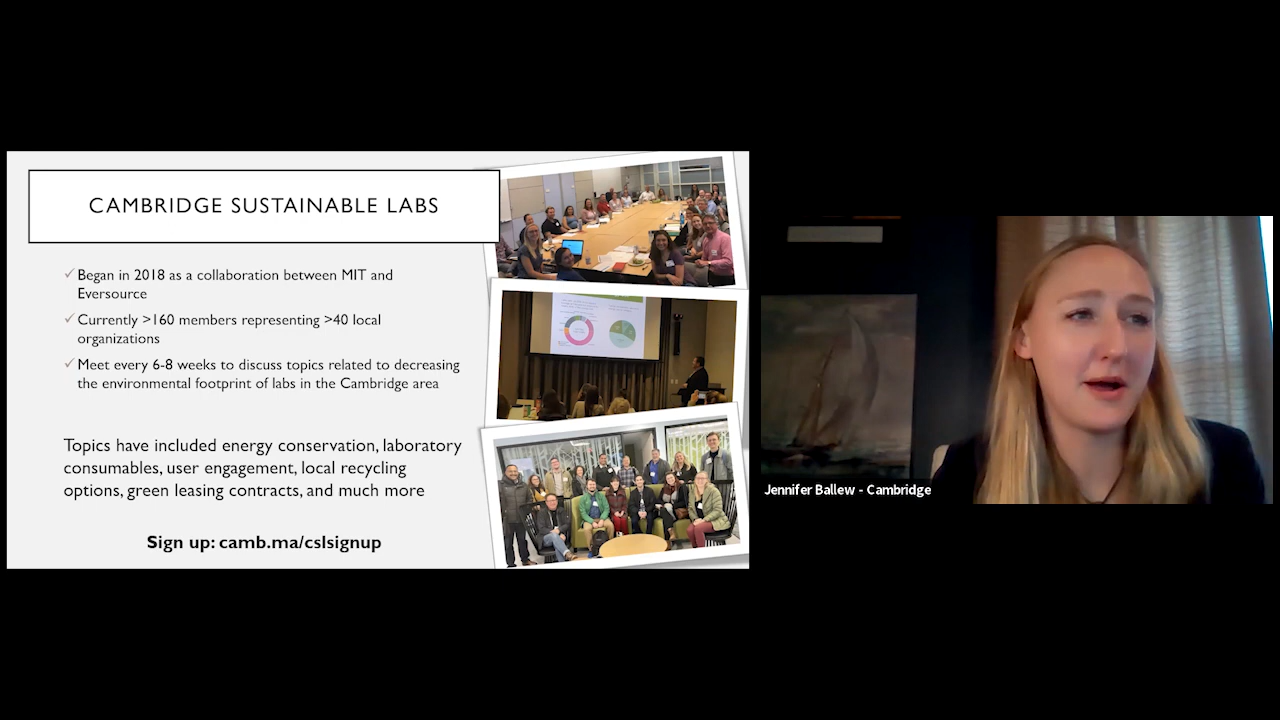 CAMBRIDGE SUSTAINABLE LABS
✓Began in 2018 as a collaboration between MIT and
Eversource
✓Currently >160 members representing >40 local
organizations
✓Meet every 6-8 weeks to discuss topics related to decreasing
the environmental footprint of labs in the Cambridge area
Topics have included energy conservation, laboratory
consumables, user engagement, local recycling
options, green leasing contracts, and much more
Sign up: camb.ma/cslsignup
Jennifer Ballew - Cambridge